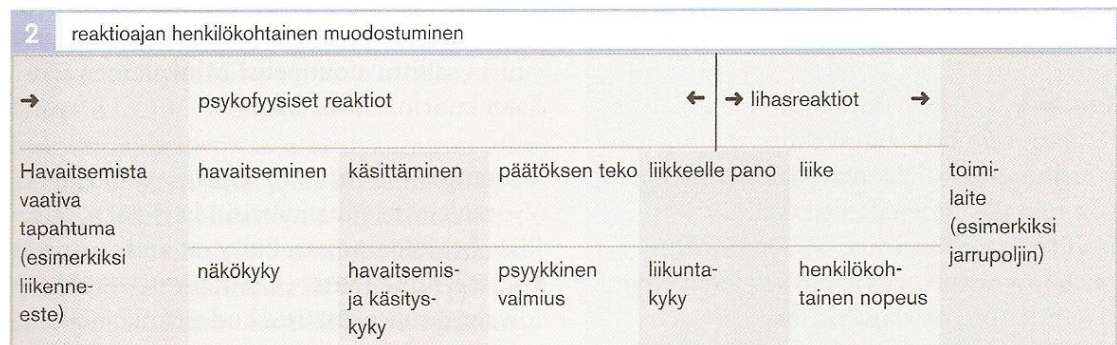 2 reaktioajan henkilökohtainen muodostuminen
→ psykofyysiset reaktiot ← → lihasreaktiot →
Havaitsemista
vaativa
tapahtuma
(esimerkiksi
liikenne-
este)
havaitseminen
käsittäminen
päätöksen teko
liikkeelle pano
liike
näkökyky
havaitsemis-
ja käsitys-
kyky
psyykkinen
valmius
liikunta-
kyky
henkilökoh-
tainen nopeus
toimi-
laite
(esimerkiksi
jarrupoljin)